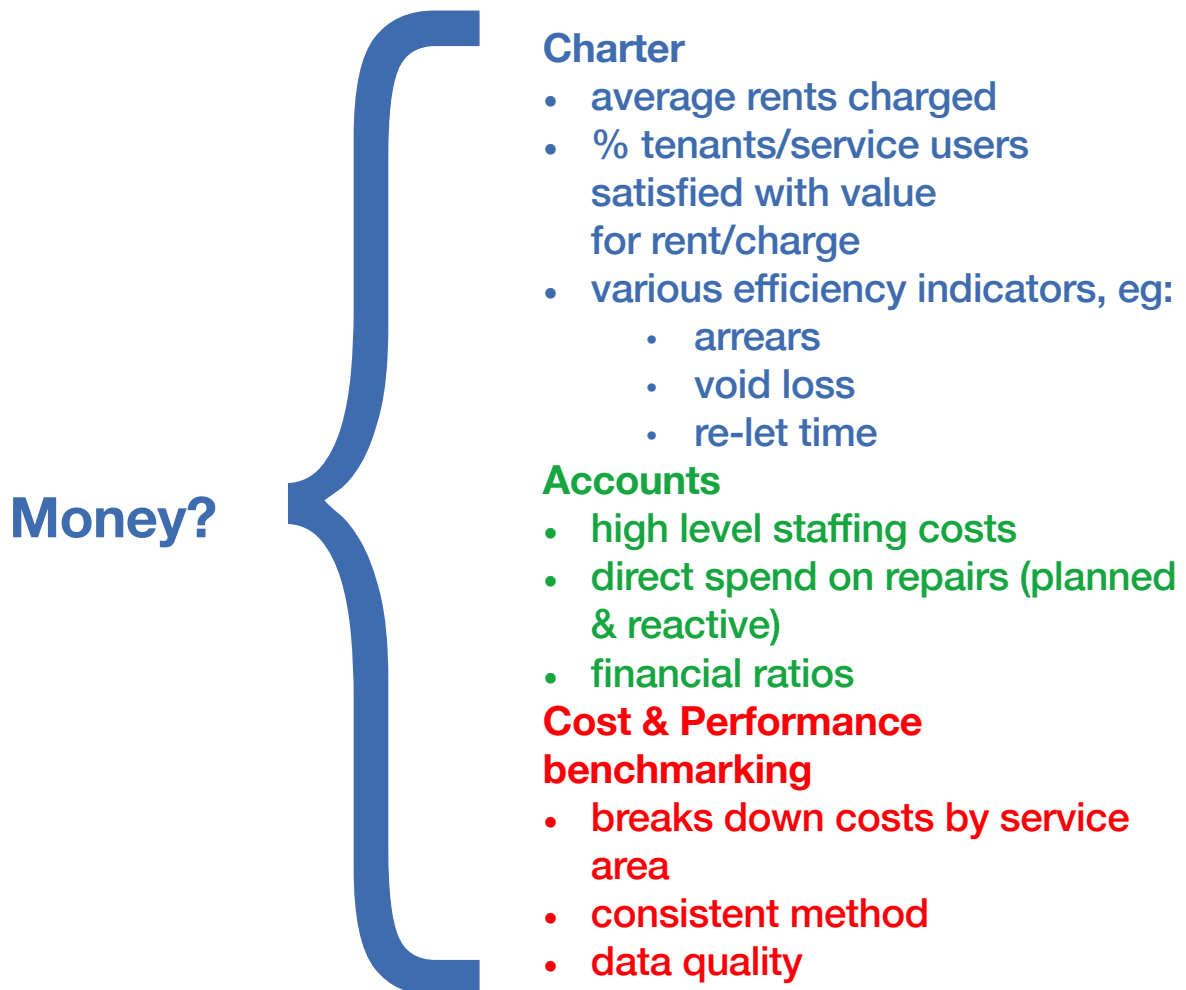 Money?
Charter
• average rents charged
• % tenants/service users
satisfied with value
for rent/charge
• various efficiency indicators, eg:
• arrears
• void loss
• re-let time
Accounts
• high level staffing costs
• direct spend on repairs (planned
& reactive)
• financial ratios
Cost & Performance
benchmarking
• breaks down costs by service
area
• consistent method
• data quality